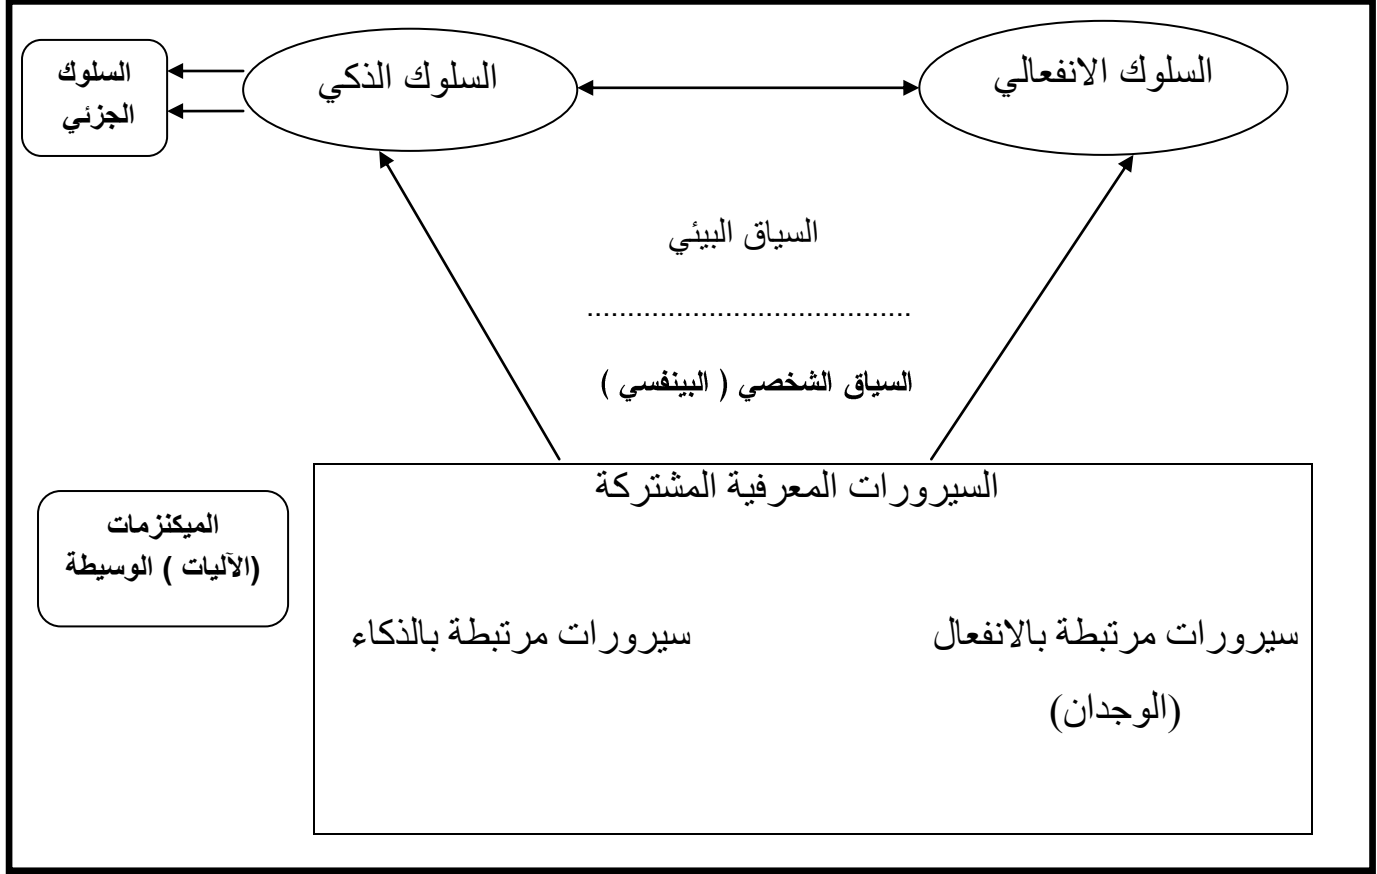 السلوك الانفعالي
السلوك الذكي
السلوك
الجزئي
السياق البيئي
........................................
السياق الشخصي ( البينفسي )
السيرورات المعرفية المشتركة
الميكنزمات
(الآليات ) الوسيطة
سيرورات مرتبطة بالانفعال
(الوجدان)
سيرورات مرتبطة بالذكاء